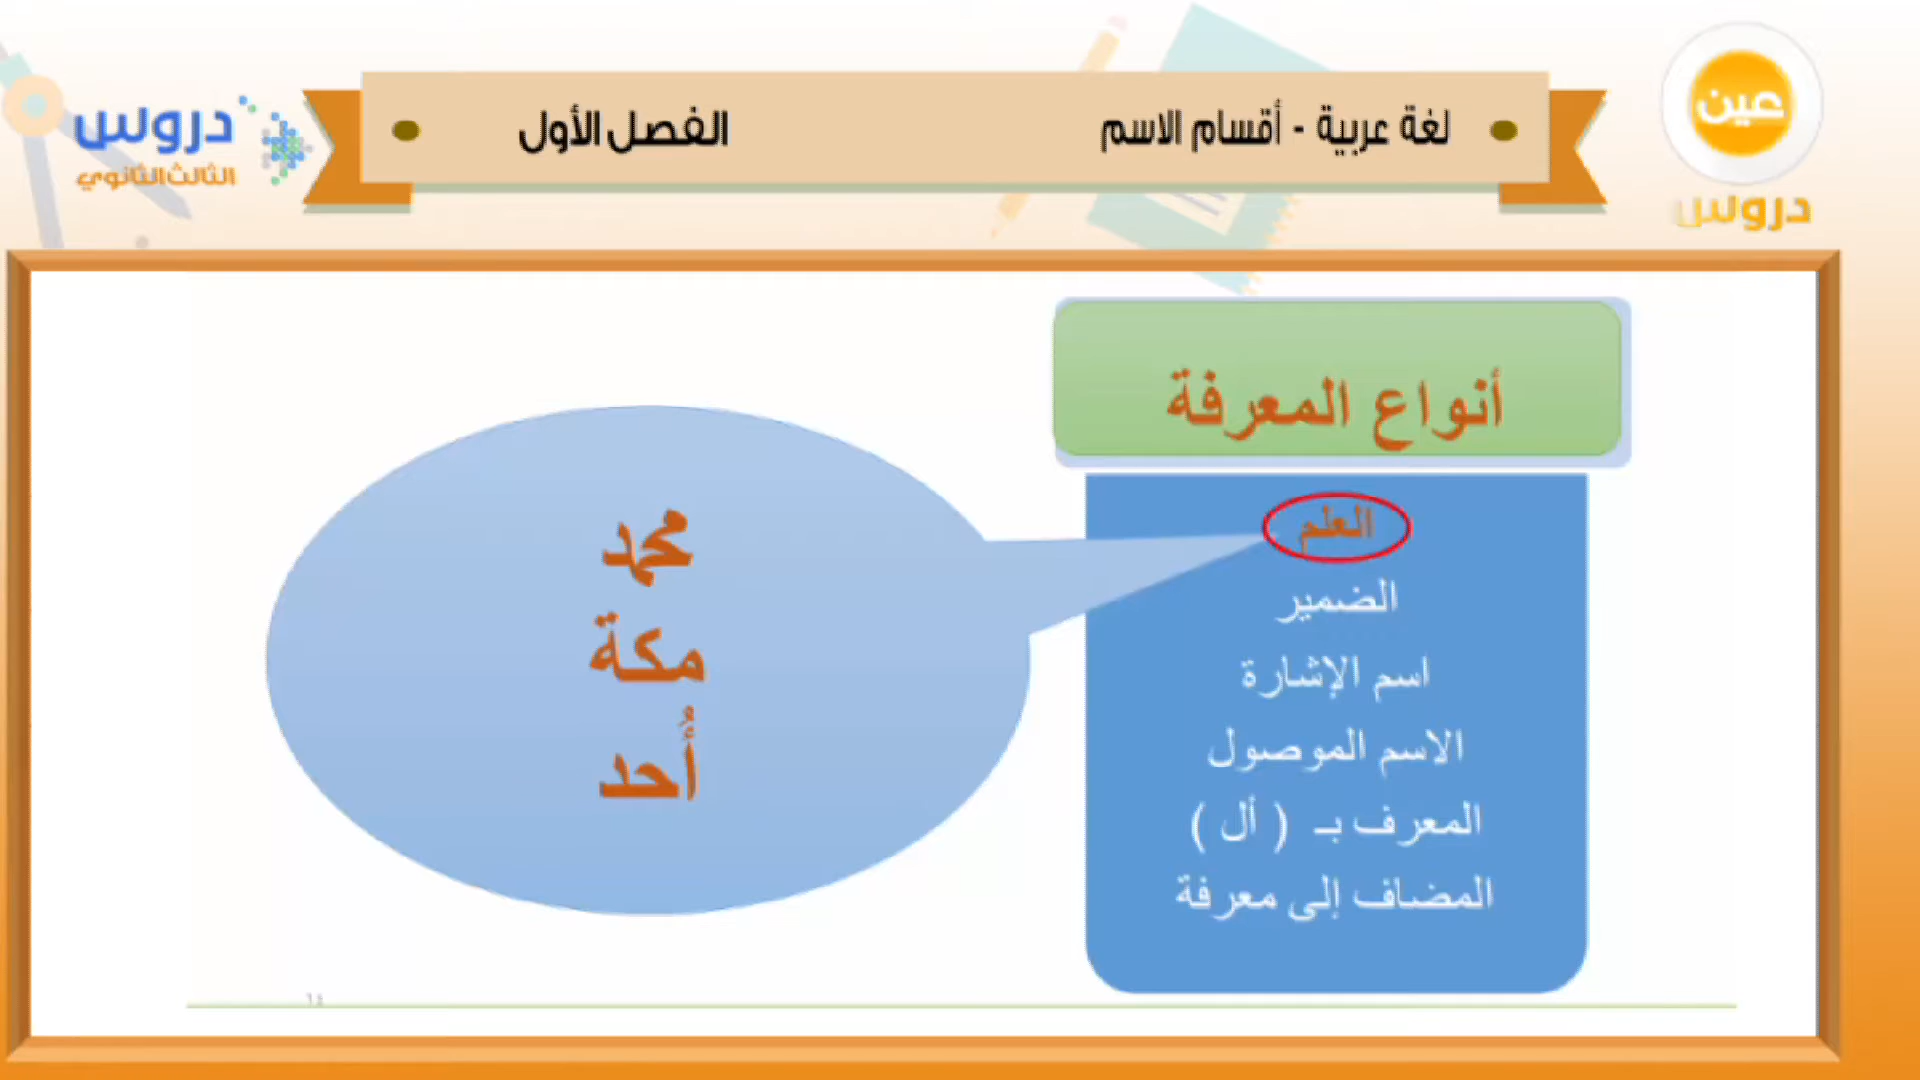 عين
دروس
لغة عربية - أقسام الاسم
الفصل الأول
دروس
الثالث الثانوي
أنواع المعرفة
العلم
الضمير
اسم الإشارة
الاسم الموصول
المعرف بـ ( أل )
المضاف إلى معرفة
محمد
مكة
أُحد
١٤